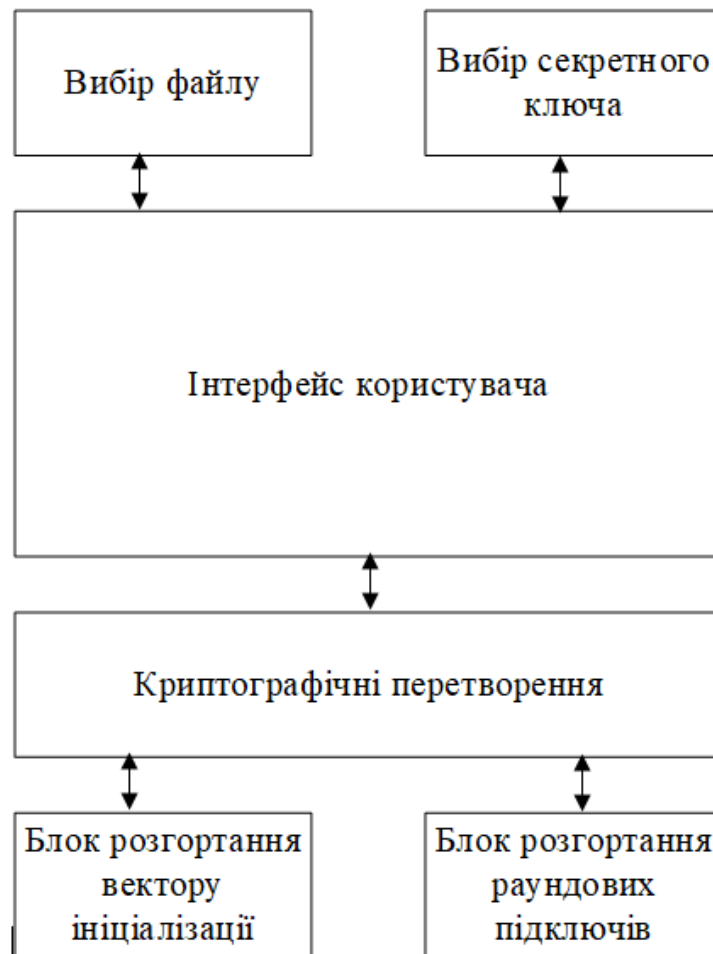 Вибір файлу
Вибір секретного
ключа
Інтерфейс користувача
Криптографічні перетворення
Блок розгортання
вектору
ініціалізації
Блок розгортання
раундових
підключів